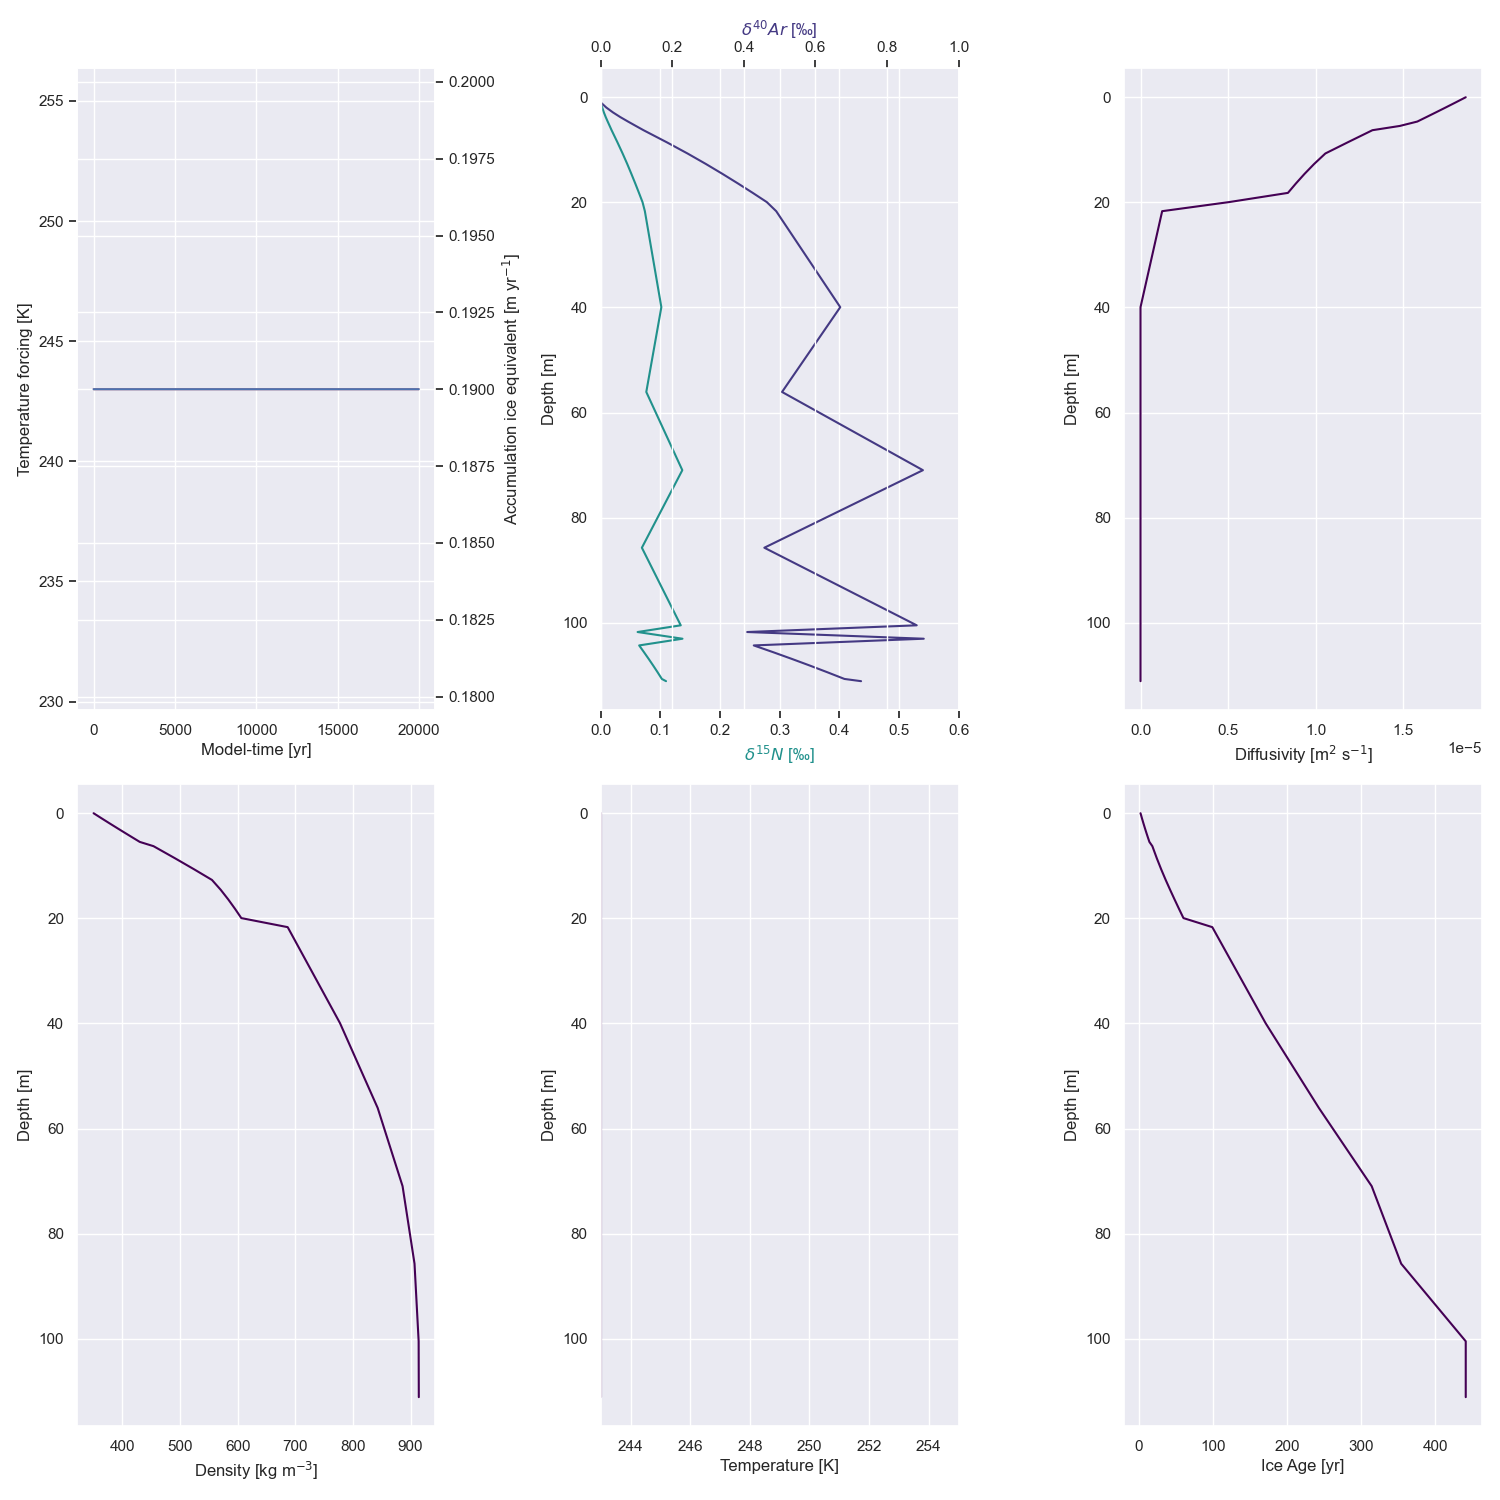 δ⁴⁰Ar [‰]
0.0 0.2 0.4 0.6 0.8 1.0
255
250
245
240
235
230
Temperature forcing [K]
0 5000 10000 15000 20000
Model-time [yr]
0.2000
0.1975
0.1950
0.1925
0.1900
0.1875
0.1850
0.1825
0.1800
Accumulation ice equivalent [m yr⁻¹]
0
20
40
60
80
100
Depth [m]
0.0 0.1 0.2 0.3 0.4 0.5 0.6
δ¹⁵N [‰]
0
20
40
60
80
100
Depth [m]
0.0 0.5 1.0 1.5
1e−5
Diffusivity [m² s⁻¹]
0
20
40
60
80
100
Depth [m]
400 500 600 700 800 900
Density [kg m⁻³]
0
20
40
60
80
100
Depth [m]
244 246 248 250 252 254
Temperature [K]
0
20
40
60
80
100
Depth [m]
0 100 200 300 400
Ice Age [yr]